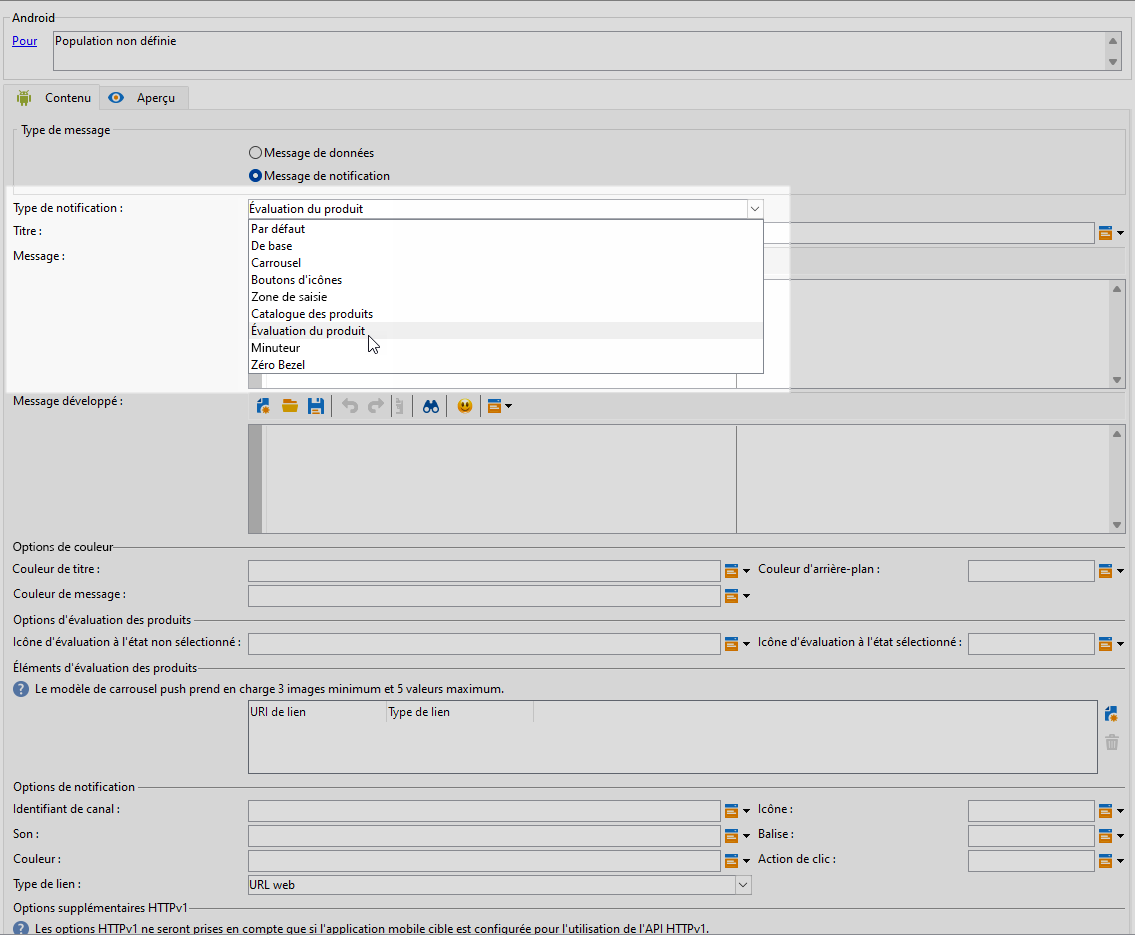 Android
Pour
Population non définie
Contenu
Aperçu
Type de message
Message de données
Message de notification
Type de notification :
Évaluation du produit
Titre :
Message :
Par défaut
De base
Carrousel
Boutons d'icônes
Zone de saisie
Catalogue des produits
Évaluation du produit
Minuteur
Zéro Bezel
Message développé :
Options de couleur
Couleur de titre :
Couleur d'arrière-plan :
Couleur de message :
Options d'évaluation des produits
Icône d'évaluation à l'état non sélectionné :
Icône d'évaluation à l'état sélectionné :
Éléments d'évaluation des produits
Le modèle de carrousel push prend en charge 3 images minimum et 5 valeurs maximum.
URI de lien
Type de lien
Options de notification
Identifiant de canal :
Icône :
Son :
Balise :
Couleur :
Action de clic :
Type de lien :
URL web
Options supplémentaires HTTPv1
Les options HTTPv1 ne seront prises en compte que si l'application mobile cible est configurée pour l'utilisation de l'API HTTPv1.